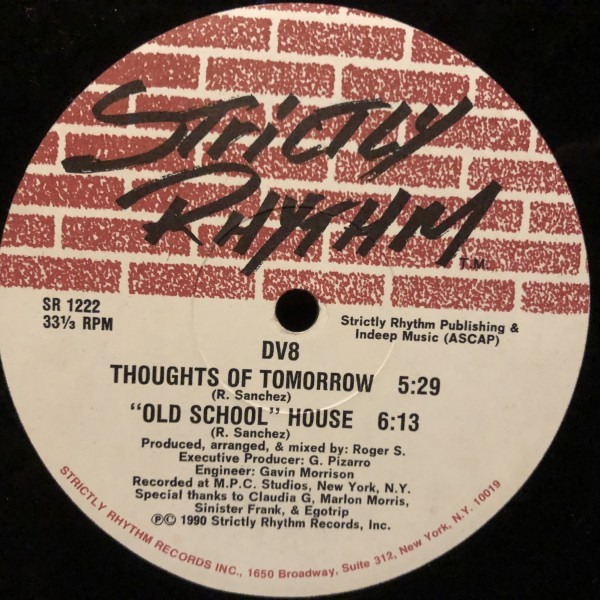 STRICTLY
RHYTHM
T.M.
SR 1222
33⅓ RPM
Strictly Rhythm Publishing &
Indeep Music (ASCAP)
DV8
THOUGHTS OF TOMORROW 5:29
(R. Sanchez)
"OLD SCHOOL" HOUSE 6:13
(R. Sanchez)
Produced, arranged, & mixed by: Roger S.
Executive Producer: G. Pizarro
Engineer: Gavin Morrison
Recorded at M.P.C. Studios, New York, N.Y.
Special thanks to Claudia G, Marlon Morris,
Sinister Frank, & Egotrip
℗© 1990 Strictly Rhythm Records, Inc.
STRICTLY RHYTHM RECORDS INC., 1650 Broadway, Suite 312, New York, N.Y. 10019